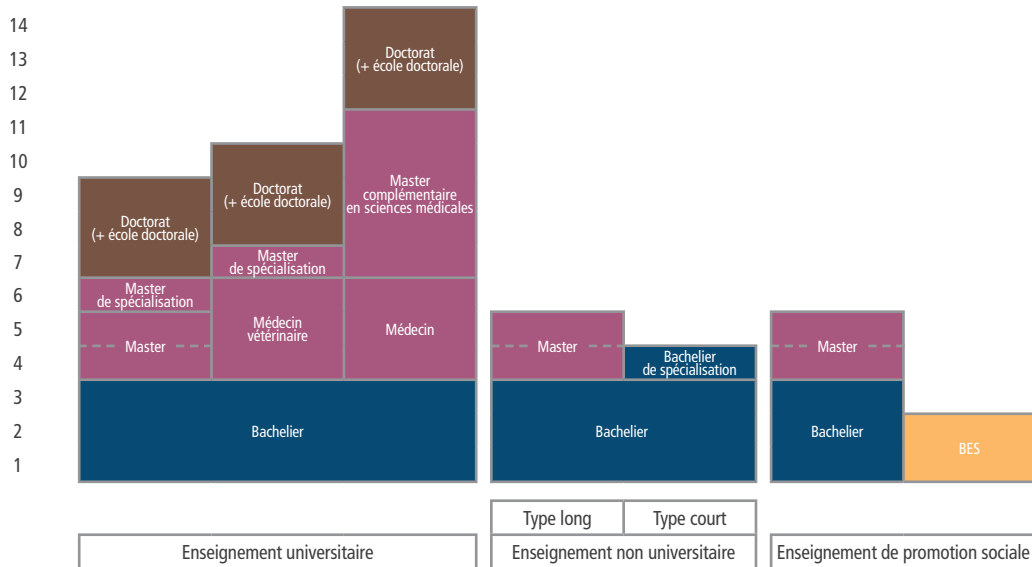 14
13
12
11
10
9
8
7
6
5
4
3
2
1
Doctorat
(+ école doctorale)
Master
de spécialisation
Master
Doctorat
(+ école doctorale)
Master
de spécialisation
Médecin
vétérinaire
Doctorat
(+ école doctorale)
Master
complémentaire
en sciences médicales
Médecin
Bachelier
Master
Bachelier
de spécialisation
Bachelier
Master
Bachelier
BES
Type long
Type court
Enseignement universitaire
Enseignement non universitaire
Enseignement de promotion sociale